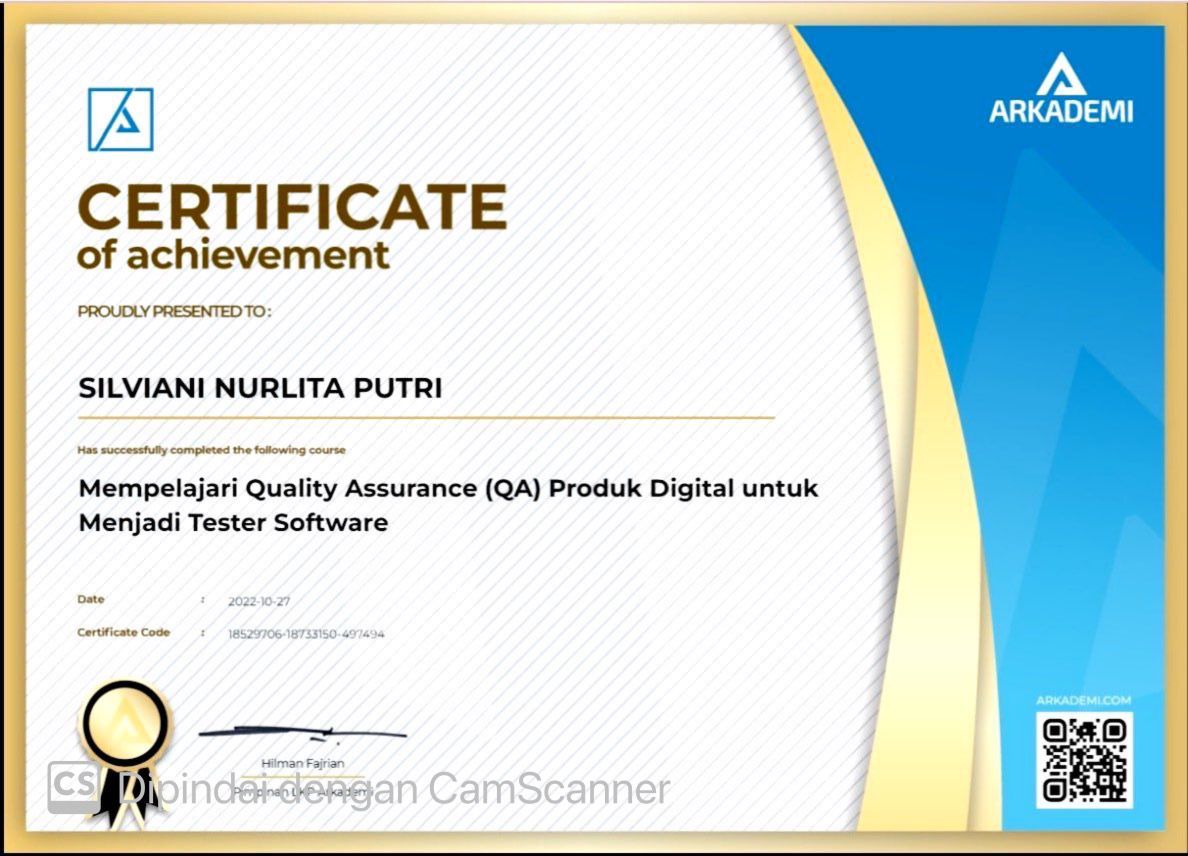 ARKADEMI
CERTIFICATE
of achievement
PROUDLY PRESENTED TO :
SILVIANI NURLITA PUTRI
Has successfully completed the following course
Mempelajari Quality Assurance (QA) Produk Digital untuk
Menjadi Tester Software
Date : 2022-10-27
Certificate Code : 18529706-18733150-497494
ARKADEMI.COM
Hilman Fajrian
Pimpinan LKP Arkademi
CS Dipindai dengan CamScanner